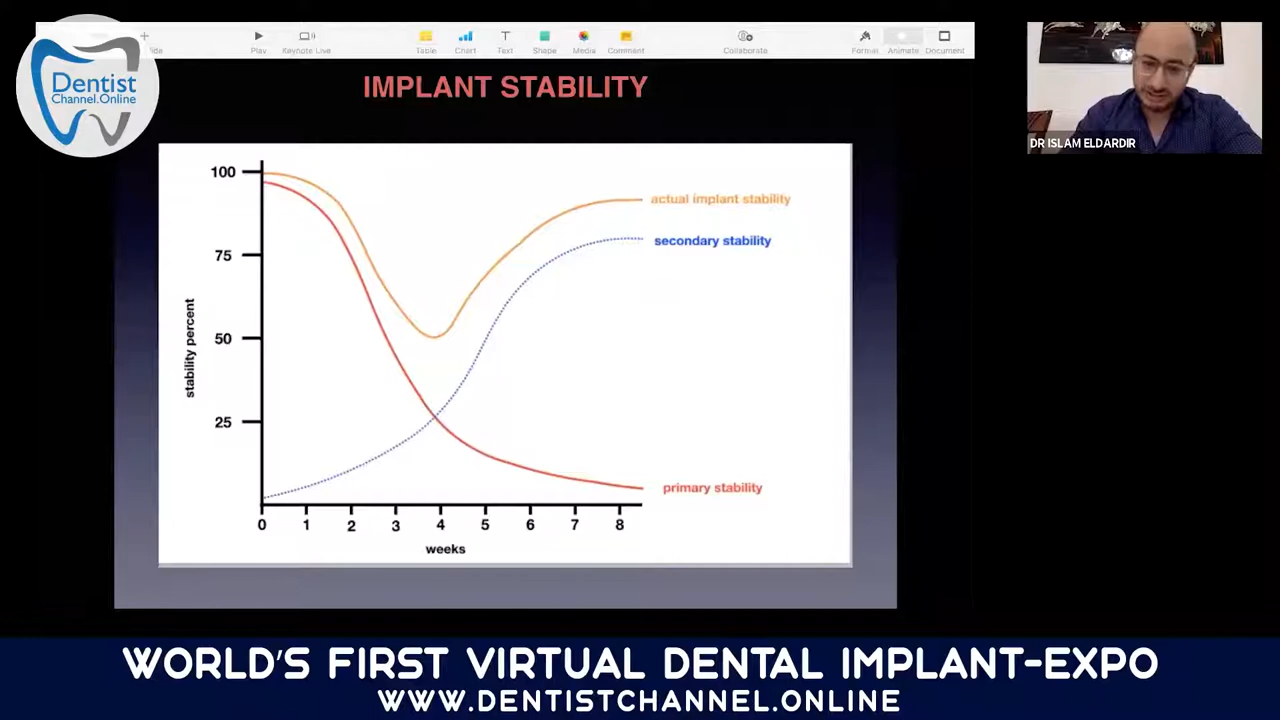 Dentist
Channel.Online
Play
Keynote Live
Table
Chart
Text
Shape
Media
Comment
Collaborate
Format
Animate
Document
DR ISLAM ELDARDIR
IMPLANT STABILITY
100
75
50
25
stability percent
actual implant stability
secondary stability
primary stability
0 1 2 3 4 5 6 7 8
weeks
WORLD'S FIRST VIRTUAL DENTAL IMPLANT-EXPO
WWW.DENTISTCHANNEL.ONLINE